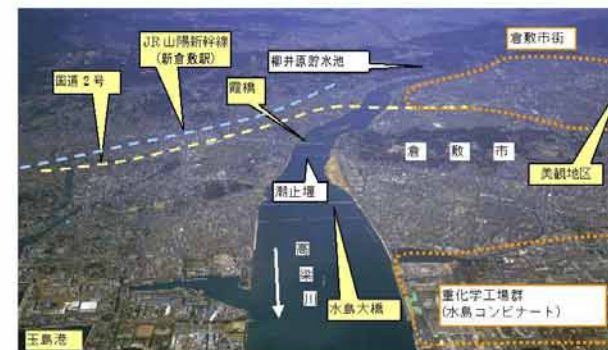 JR山陽新幹線
(新倉敷駅)
国道2号
柳井原貯水池
倉敷市街
霞橋
倉敷市
美観地区
潮止堰
高梁川
水島大橋
重化学工場群
(水島コンビナート)
玉島港